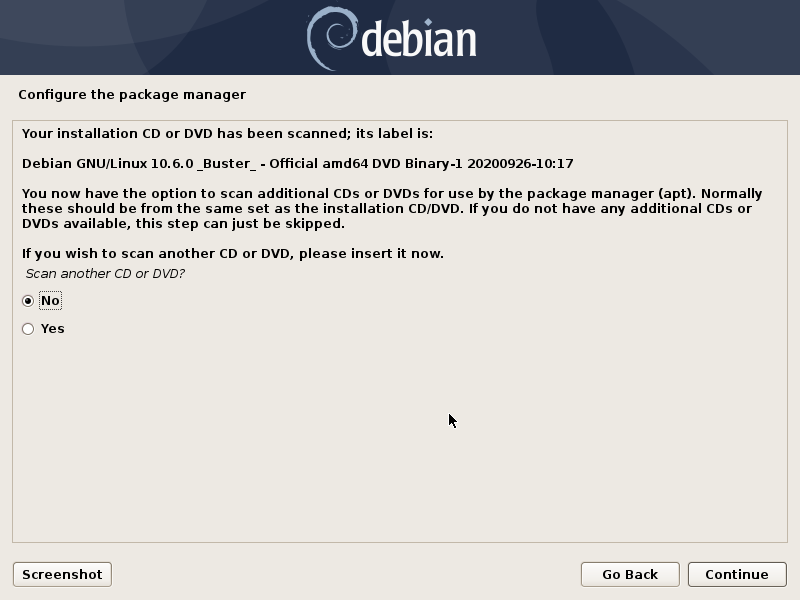 debian
Configure the package manager
Your installation CD or DVD has been scanned; its label is:
Debian GNU/Linux 10.6.0 _Buster_ - Official amd64 DVD Binary-1 20200926-10:17
You now have the option to scan additional CDs or DVDs for use by the package manager (apt). Normally
these should be from the same set as the installation CD/DVD. If you do not have any additional CDs or
DVDs available, this step can just be skipped.
If you wish to scan another CD or DVD, please insert it now.
Scan another CD or DVD?
No
Yes
Screenshot
Go Back
Continue